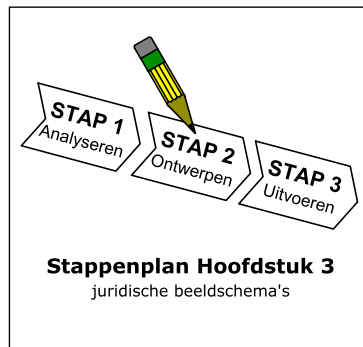 STAP 1
Analyseren
STAP 2
Ontwerpen
STAP 3
Uitvoeren
Stappenplan Hoofdstuk 3
juridische beeldschema's